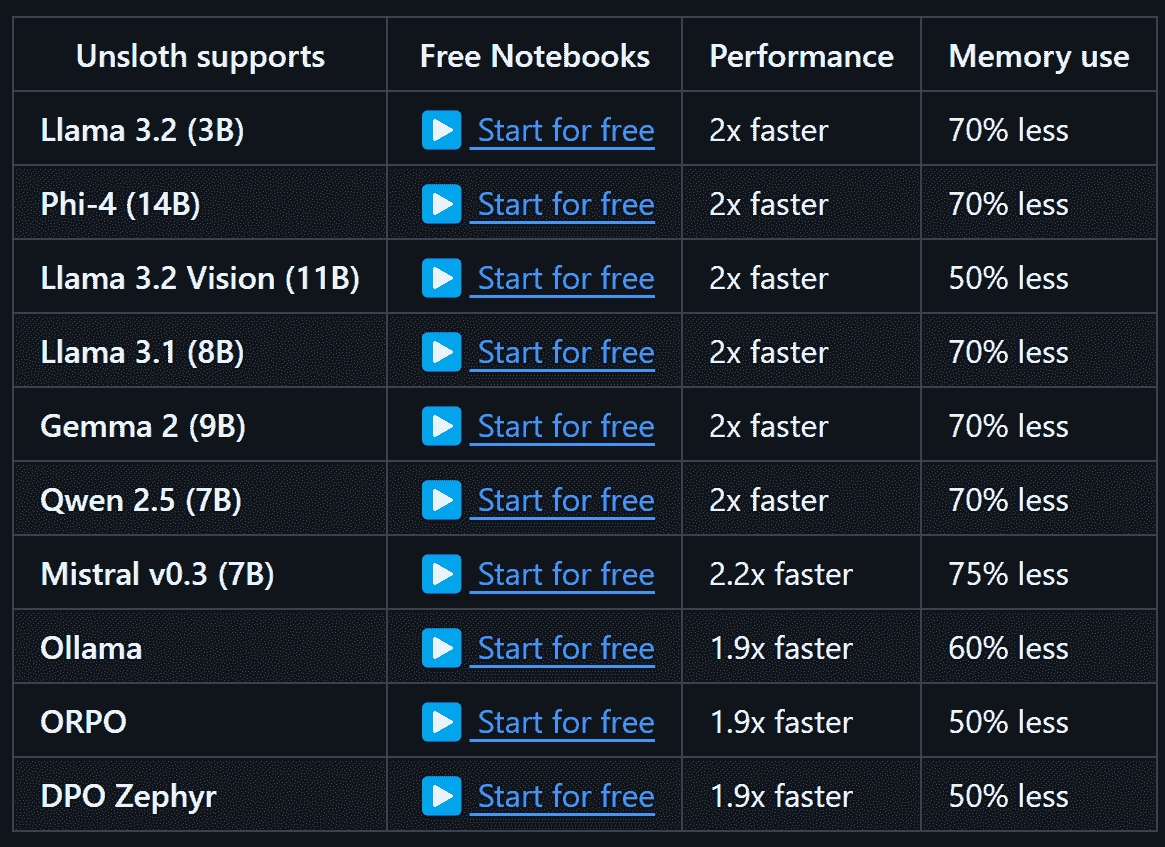 Unsloth supports Free Notebooks Performance Memory use
Llama 3.2 (3B) Start for free 2x faster 70% less
Phi-4 (14B) Start for free 2x faster 70% less
Llama 3.2 Vision (11B) Start for free 2x faster 50% less
Llama 3.1 (8B) Start for free 2x faster 70% less
Gemma 2 (9B) Start for free 2x faster 70% less
Qwen 2.5 (7B) Start for free 2x faster 70% less
Mistral v0.3 (7B) Start for free 2.2x faster 75% less
Ollama Start for free 1.9x faster 60% less
ORPO Start for free 1.9x faster 50% less
DPO Zephyr Start for free 1.9x faster 50% less